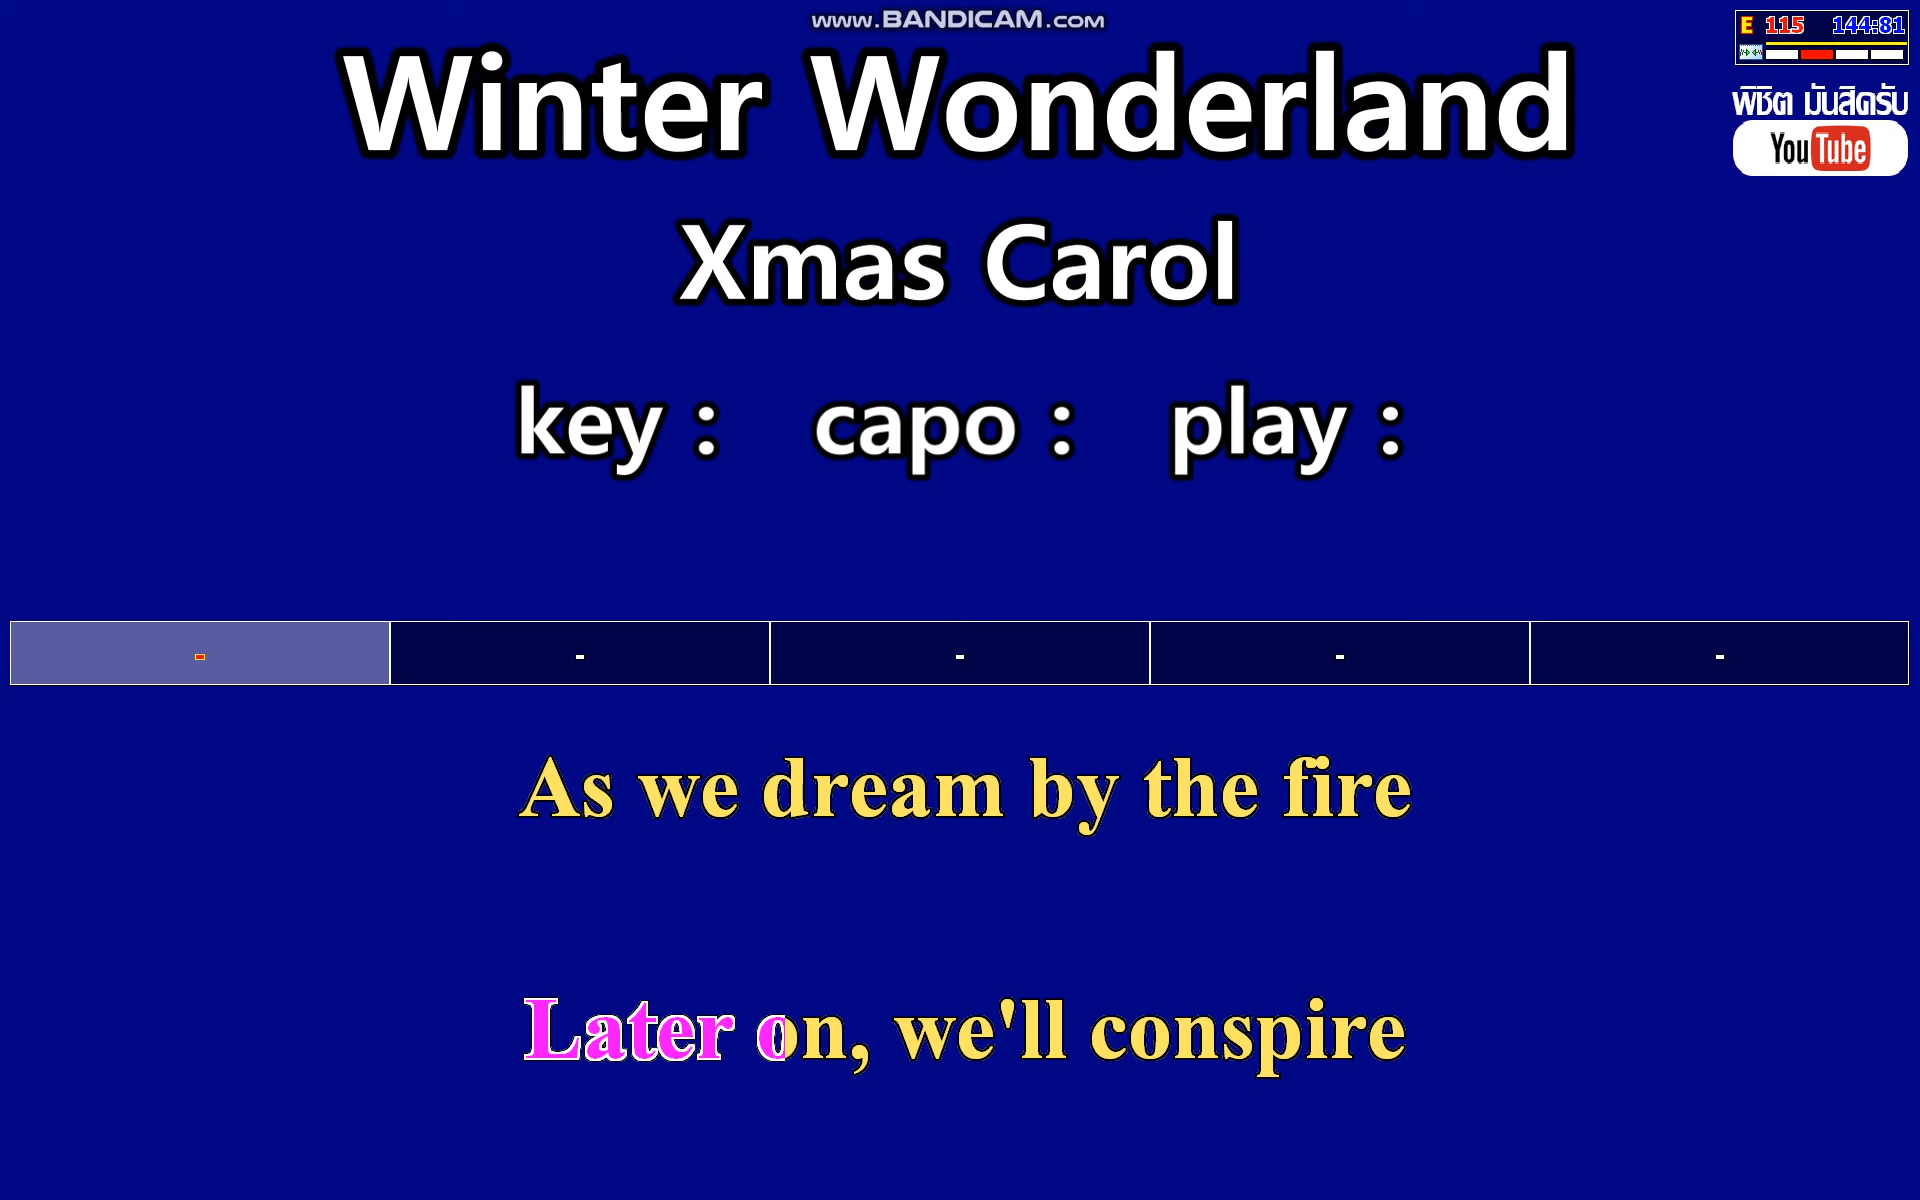 www.BANDICAM.com
E 115 144:81
Winter Wonderland
พิชิต มันสิครับ
YouTube
Xmas Carol
key : capo : play :
- - - - -
As we dream by the fire
Later on, we'll conspire